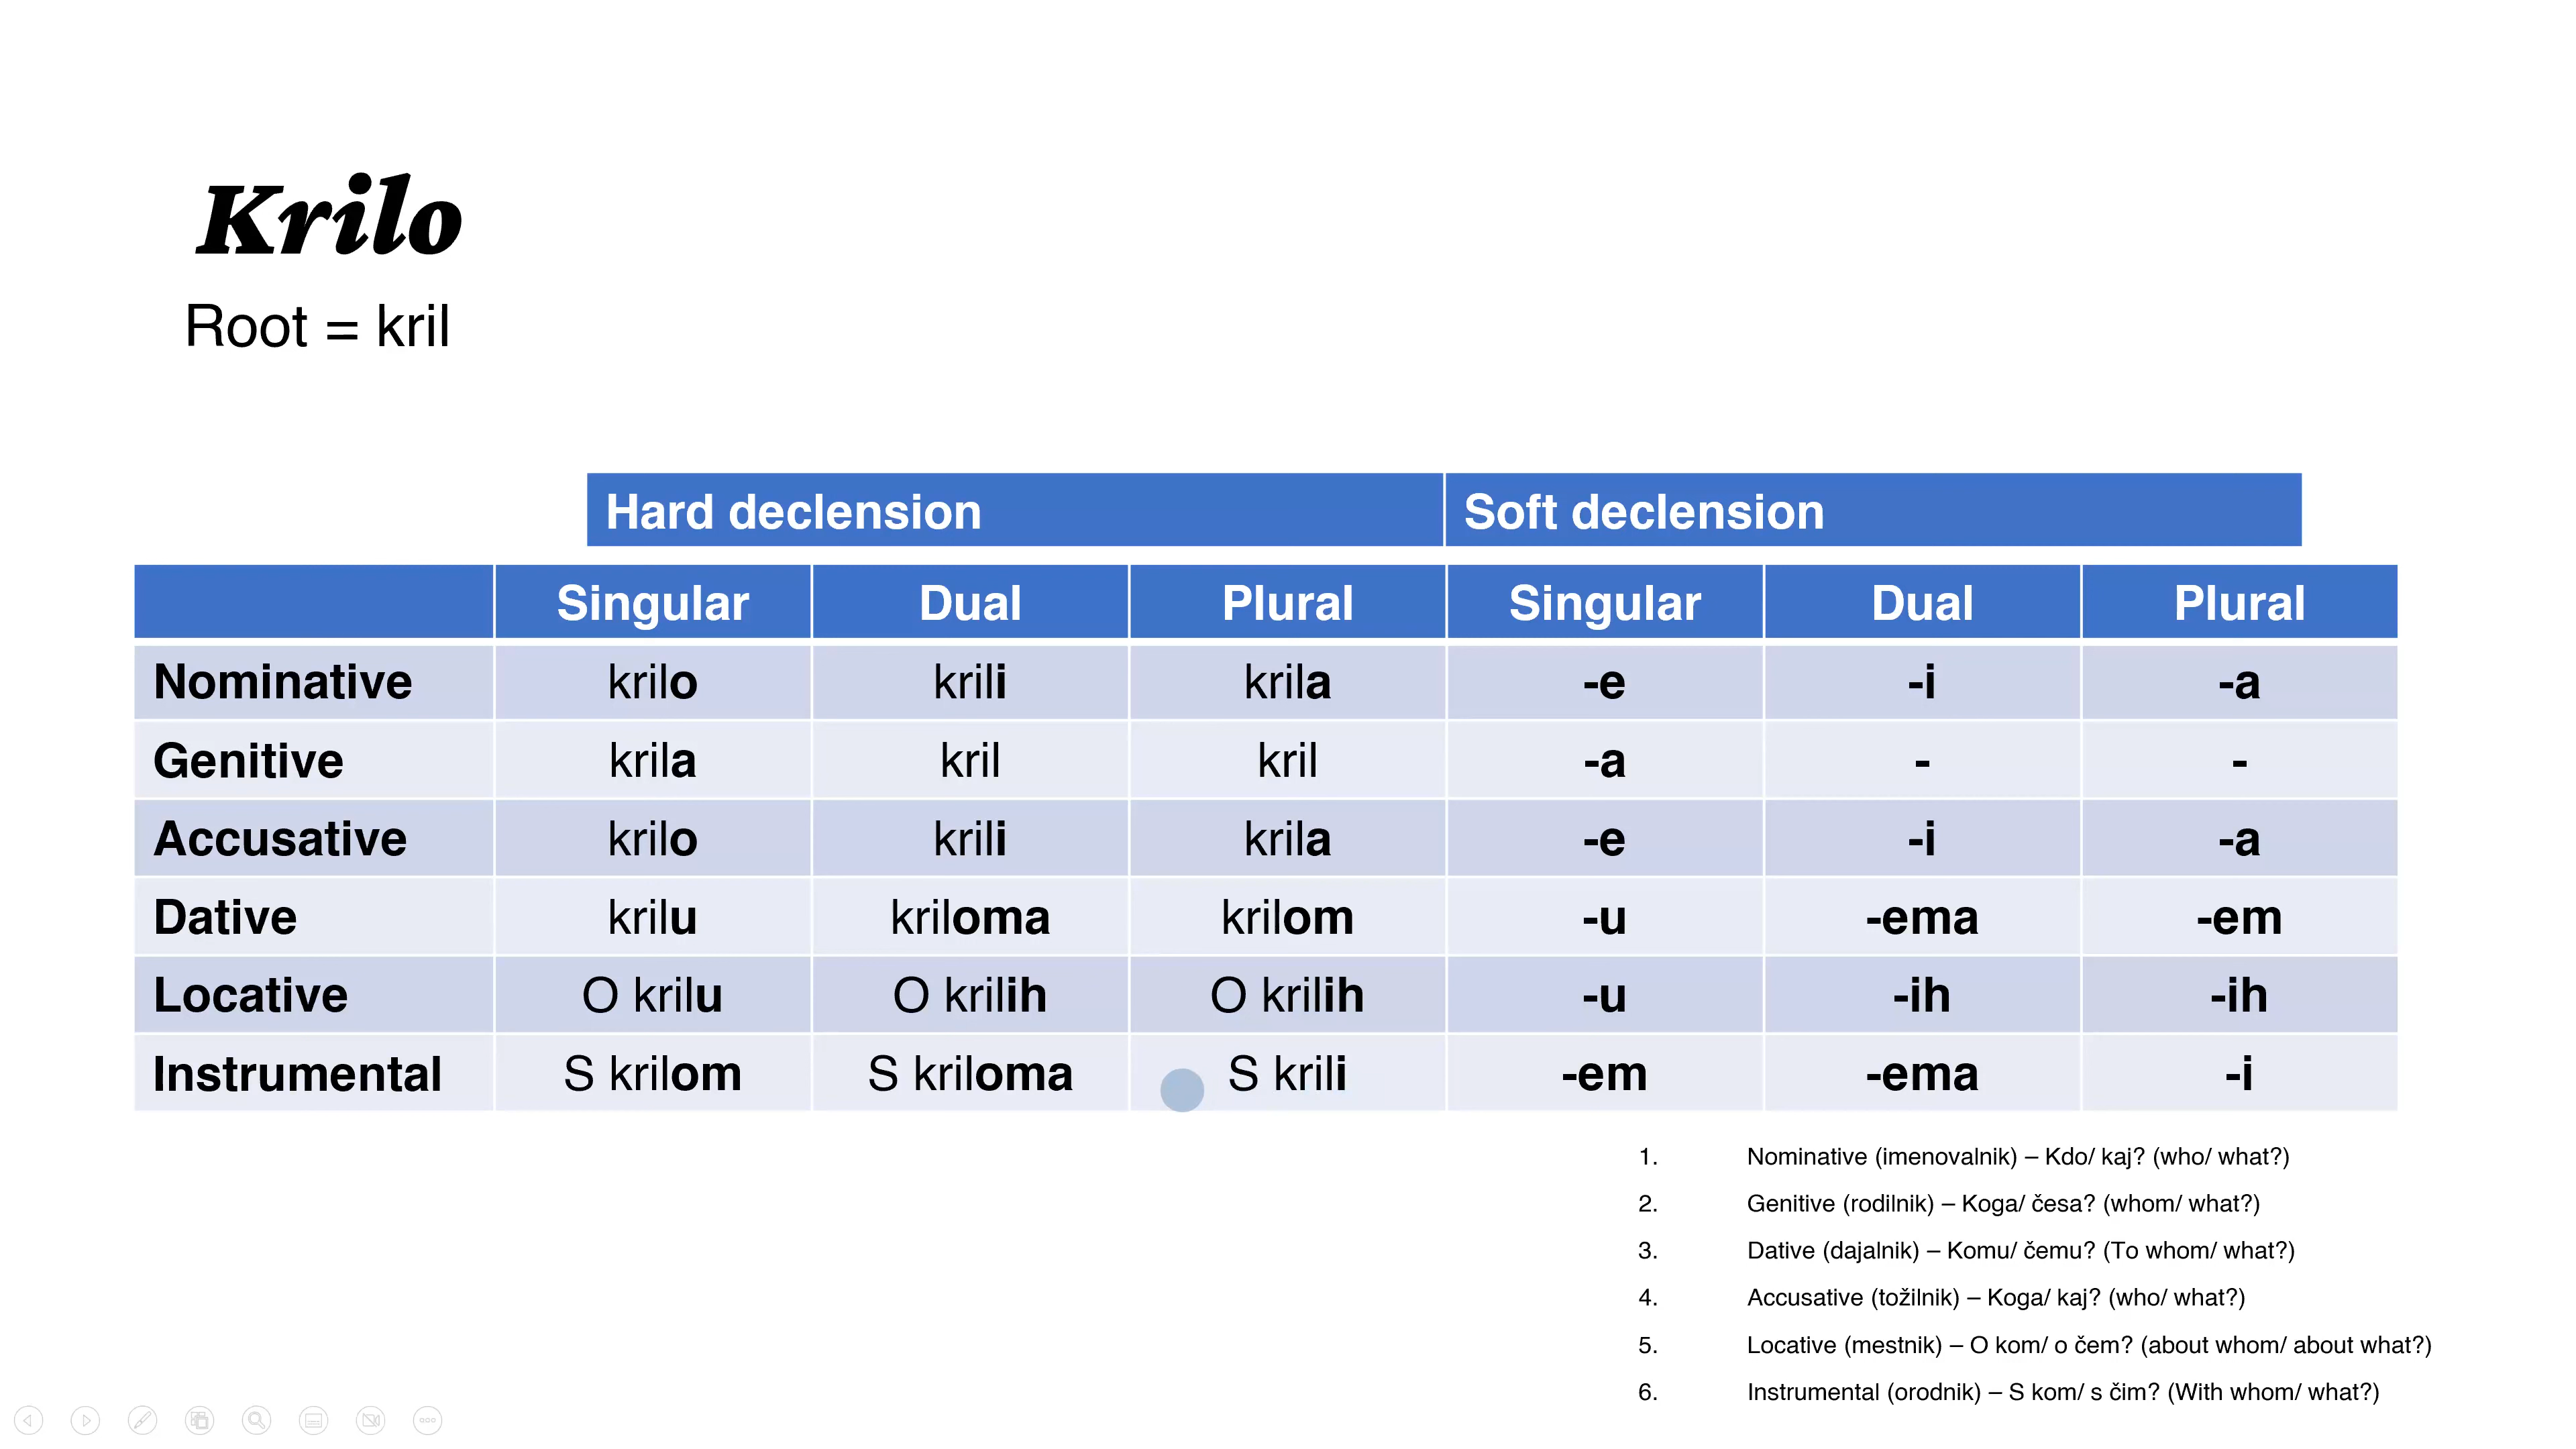 Krilo
Root = kril
Hard declension Soft declension
Singular Dual Plural Singular Dual Plural
Nominative krilo krili krila -e -i -a
Genitive krila kril kril -a - -
Accusative krilo krili krila -e -i -a
Dative krilu kriloma krilom -u -ema -em
Locative O krilu O krilih O krilih -u -ih -ih
Instrumental S krilom S kriloma S krili -em -ema -i
1. Nominative (imenovalnik) – Kdo/ kaj? (who/ what?)
2. Genitive (rodilnik) – Koga/ česa? (whom/ what?)
3. Dative (dajalnik) – Komu/ čemu? (To whom/ what?)
4. Accusative (tožilnik) – Koga/ kaj? (who/ what?)
5. Locative (mestnik) – O kom/ o čem? (about whom/ about what?)
6. Instrumental (orodnik) – S kom/ s čim? (With whom/ what?)